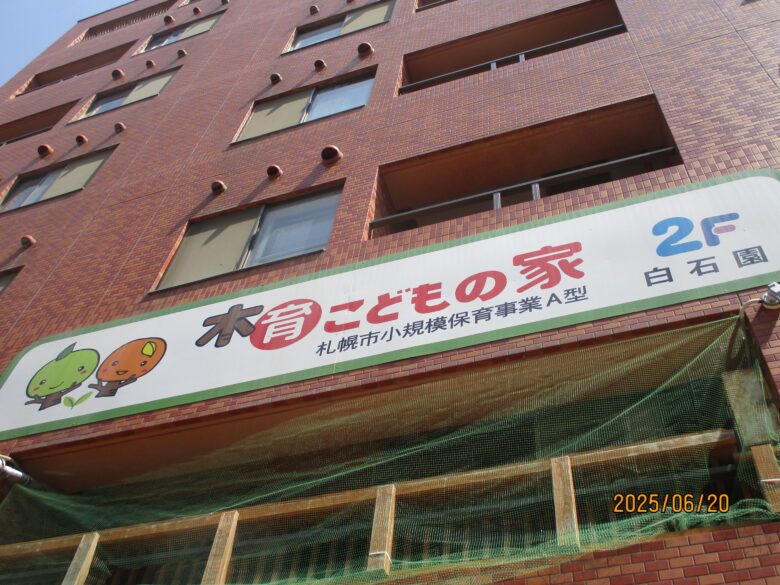 木育こどもの家
札幌市小規模保育事業A型
2F
白石園
2025/06/20